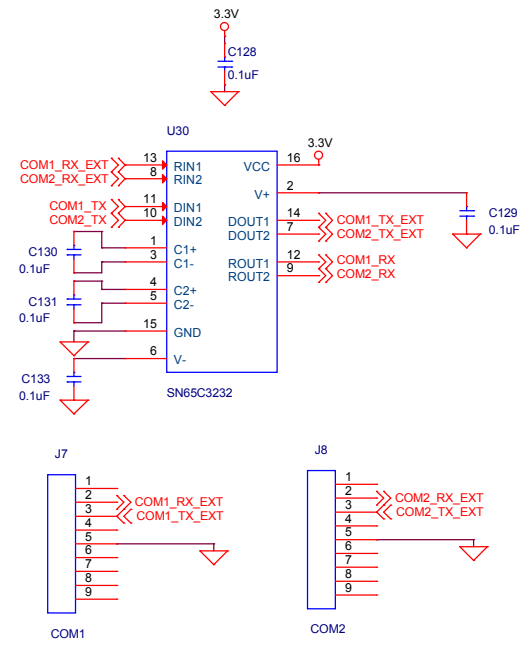 3.3V
C128
0.1uF
U30
3.3V
COM1_RX_EXT 13 RIN1 VCC 16
COM2_RX_EXT 8 RIN2
V+ 2
COM1_TX 11 DIN1
COM2_TX 10 DIN2
DOUT1 14 COM1_TX_EXT
DOUT2 7 COM2_TX_EXT
C129
0.1uF
1 C1+
3 C1-
C130
0.1uF
ROUT1 12 COM1_RX
ROUT2 9 COM2_RX
4 C2+
5 C2-
C131
0.1uF
15 GND
6 V-
C133
0.1uF
SN65C3232
J7
1
2 COM1_RX_EXT
3 COM1_TX_EXT
4
5
6
7
8
9
COM1
J8
1
2 COM2_RX_EXT
3 COM2_TX_EXT
4
5
6
7
8
9
COM2